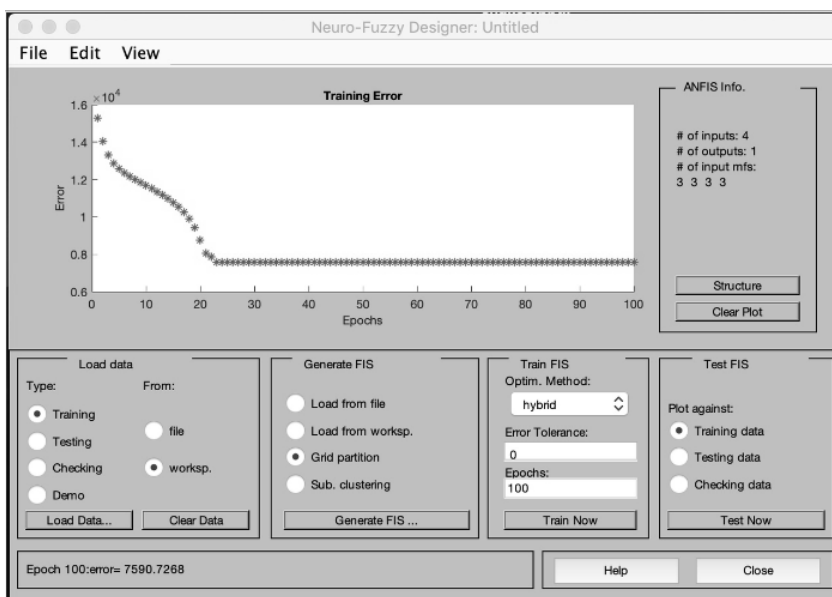 Neuro-Fuzzy Designer: Untitled
File Edit View
Training Error
×10⁴
1.6
1.4
1.2
1
0.8
0.6
Error
0 10 20 30 40 50 60 70 80 90 100
Epochs
ANFIS Info.
# of inputs: 4
# of outputs: 1
# of input mfs:
3 3 3 3
Structure
Clear Plot
Load data
Type: From:
Training
Testing
Checking
Demo
file
worksp.
Load Data... Clear Data
Generate FIS
Load from file
Load from worksp.
Grid partition
Sub. clustering
Generate FIS ...
Train FIS
Optim. Method:
hybrid
Error Tolerance:
0
Epochs:
100
Train Now
Test FIS
Plot against:
Training data
Testing data
Checking data
Test Now
Epoch 100:error= 7590.7268
Help Close